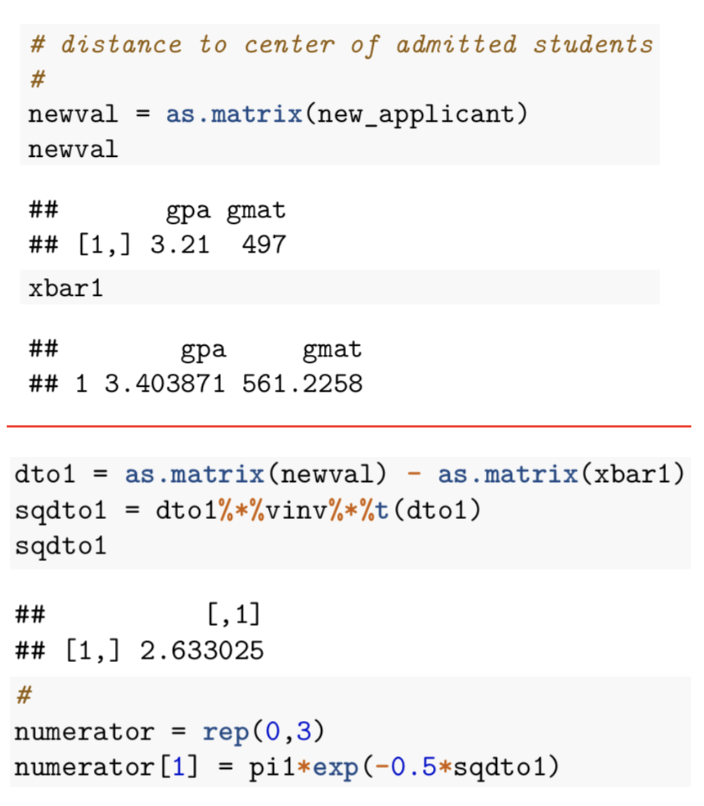 # distance to center of admitted students
#
newval = as.matrix(new_applicant)
newval
##       gpa gmat
## [1,] 3.21  497
xbar1
##        gpa     gmat
## 1 3.403871 561.2258
dto1 = as.matrix(newval) - as.matrix(xbar1)
sqdto1 = dto1%*%vinv%*%t(dto1)
sqdto1
##          [,1]
## [1,] 2.633025
#
numerator = rep(0,3)
numerator[1] = pi1*exp(-0.5*sqdto1)